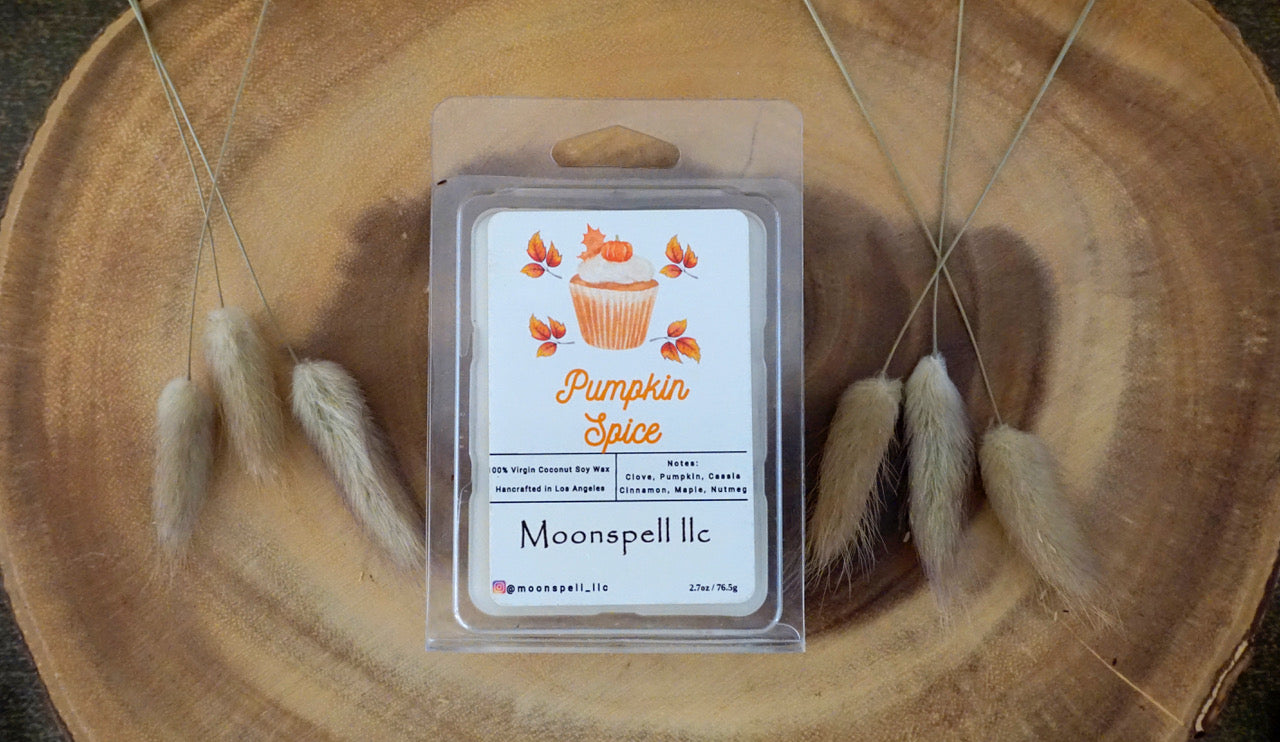 Pumpkin
Spice
100% Virgin Coconut Soy Wax
Hancrafted in Los Angeles
Notes:
Clove, Pumpkin, Cassia
Cinnamon, Maple, Nutmeg
Moonspell llc
@moonspell_llc
2.7oz / 76.5g